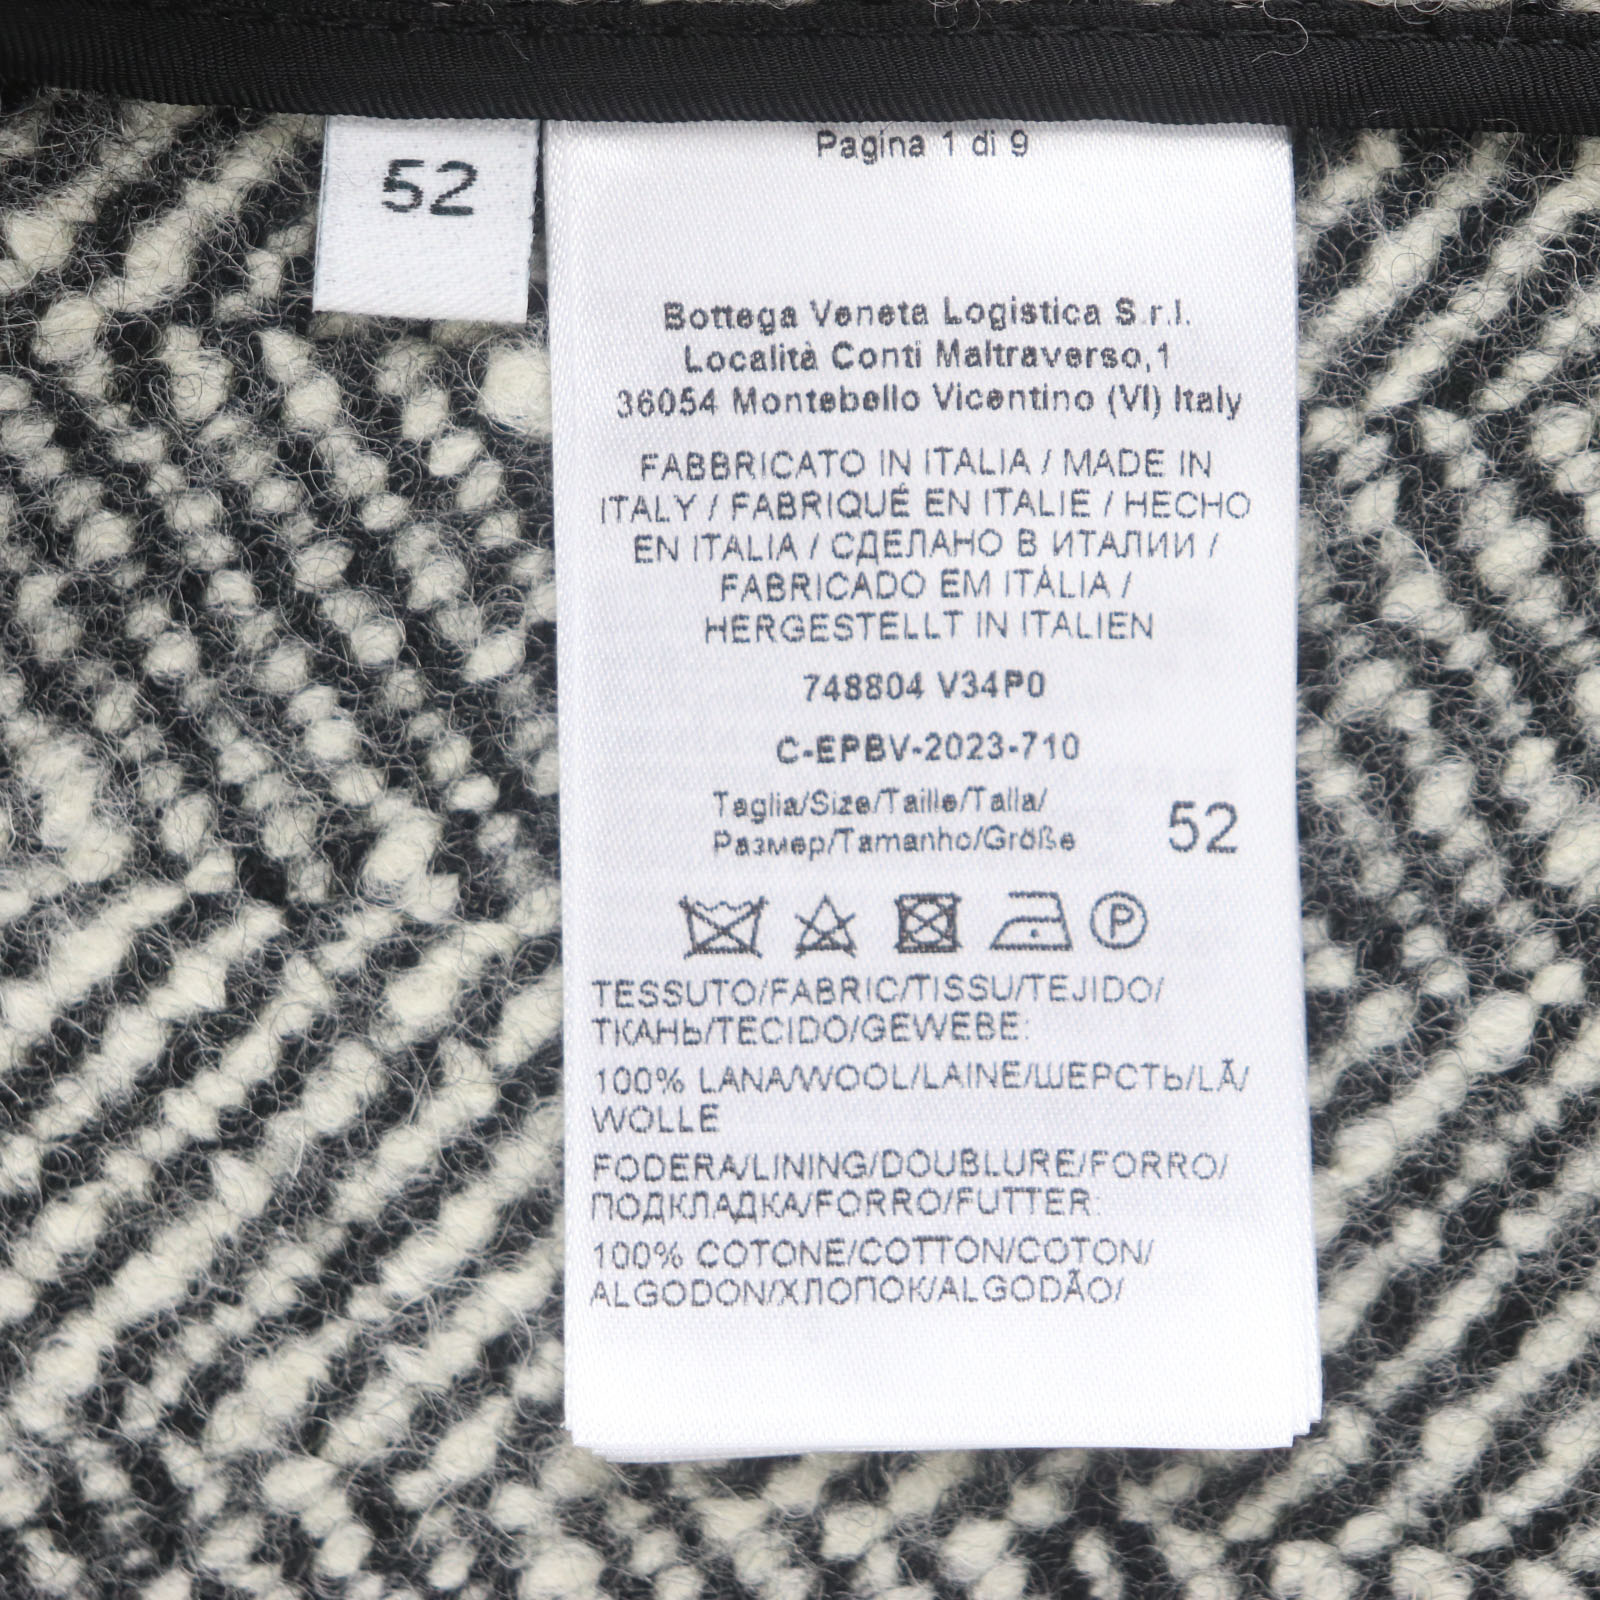 52
Pagina 1 di 9
Bottega Veneta Logistica S.r.l.
Località Conti Maltraverso,1
36054 Montebello Vicentino (VI) Italy
FABBRICATO IN ITALIA / MADE IN
ITALY / FABRIQUÉ EN ITALIE / HECHO
EN ITALIA / СДЕЛАНО В ИТАЛИИ /
FABRICADO EM ITÁLIA /
HERGESTELLT IN ITALIEN
748804 V34P0
C-EPBV-2023-710
Taglia/Size/Taille/Talla/
Размер/Tamanho/Größe
52
P
TESSUTO/FABRIC/TISSU/TEJIDO/
ТКАНЬ/TECIDO/GEWEBE:
100% LANA/WOOL/LAINE/ШЕРСТЬ/LÃ/
WOLLE
FODERA/LINING/DOUBLURE/FORRO/
ПОДКЛАДКА/FORRO/FUTTER:
100% COTONE/COTTON/COTON/
ALGODON/ХЛОПОК/ALGODÃO/